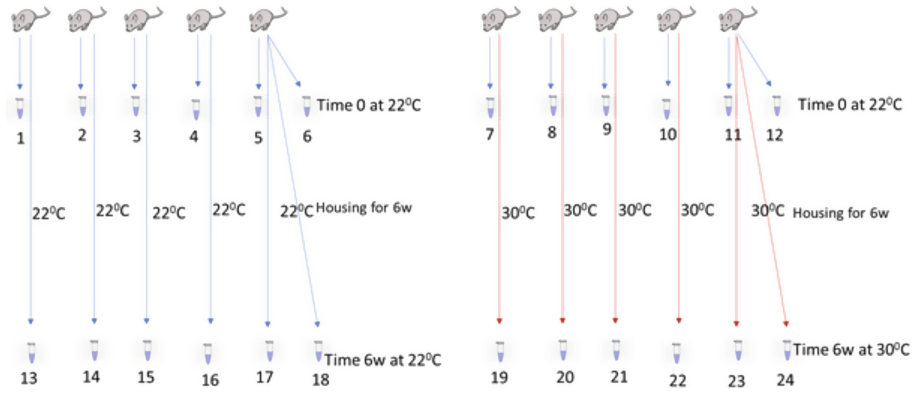 Time 0 at 22⁰C
1 2 3 4 5 6
22⁰C 22⁰C 22⁰C 22⁰C 22⁰C Housing for 6w
Time 6w at 22⁰C
13 14 15 16 17 18
Time 0 at 22⁰C
7 8 9 10 11 12
30⁰C 30⁰C 30⁰C 30⁰C 30⁰C Housing for 6w
Time 6w at 30⁰C
19 20 21 22 23 24